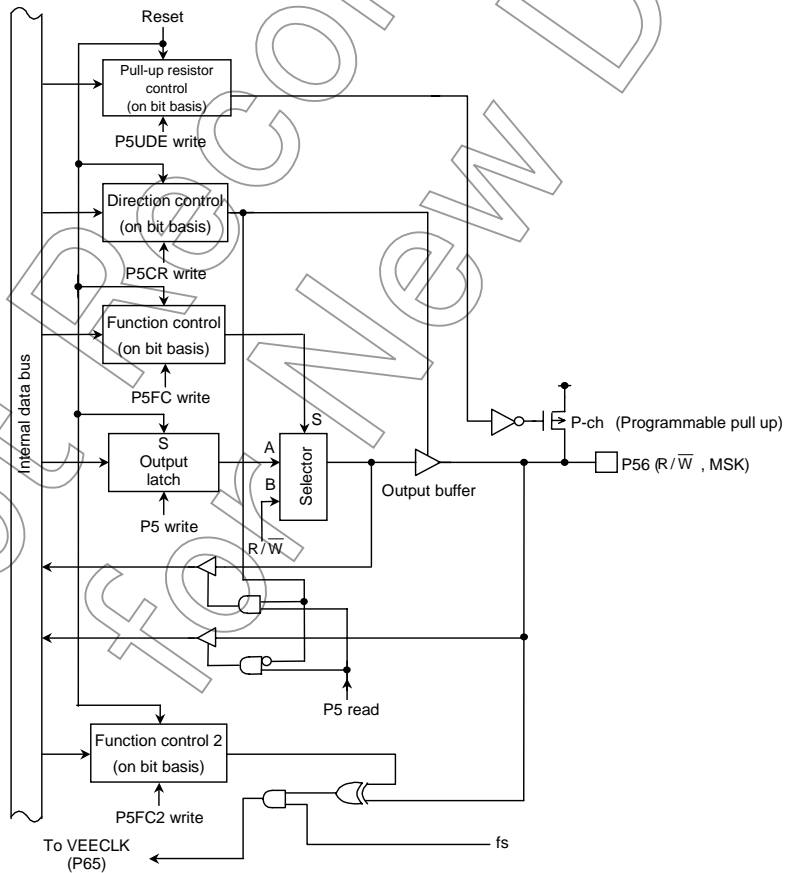 Reset
Pull-up resistor
control
(on bit basis)
P5UDE write
Direction control
(on bit basis)
P5CR write
Function control
(on bit basis)
P5FC write
Internal data bus
S
Output
latch
P5 write
A
B
S
Selector
R/W̅
Output buffer
P-ch (Programmable pull up)
P56 (R/W̅ , MSK)
P5 read
Function control 2
(on bit basis)
P5FC2 write
To VEECLK
(P65)
fs